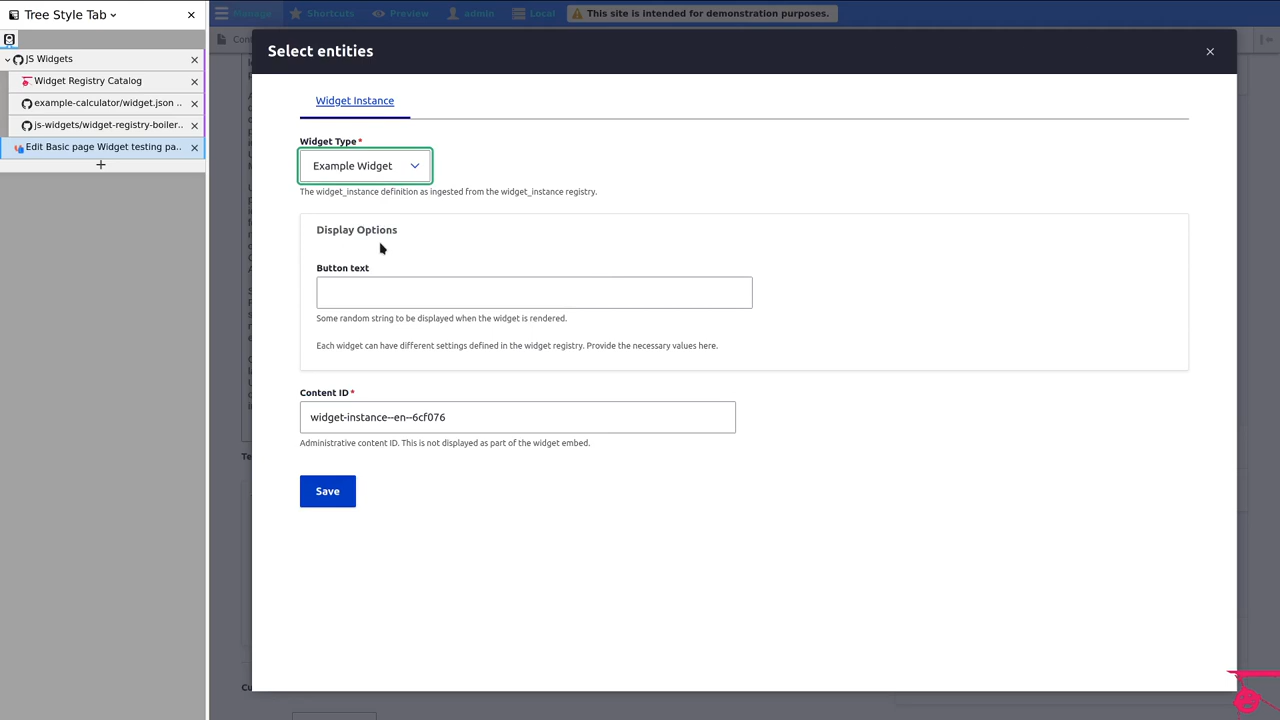 Tree Style Tab
JS Widgets
Widget Registry Catalog
example-calculator/widget.json ..
js-widgets/widget-registry-boiler..
Edit Basic page Widget testing pa..
Manage
Shortcuts
Preview
admin
Local
This site is intended for demonstration purposes.
Select entities
Widget Instance
Widget Type*
Example Widget
The widget_instance definition as ingested from the widget_instance registry.
Display Options
Button text
Some random string to be displayed when the widget is rendered.
Each widget can have different settings defined in the widget registry. Provide the necessary values here.
Content ID*
widget-instance--en--6cf076
Administrative content ID. This is not displayed as part of the widget embed.
Save